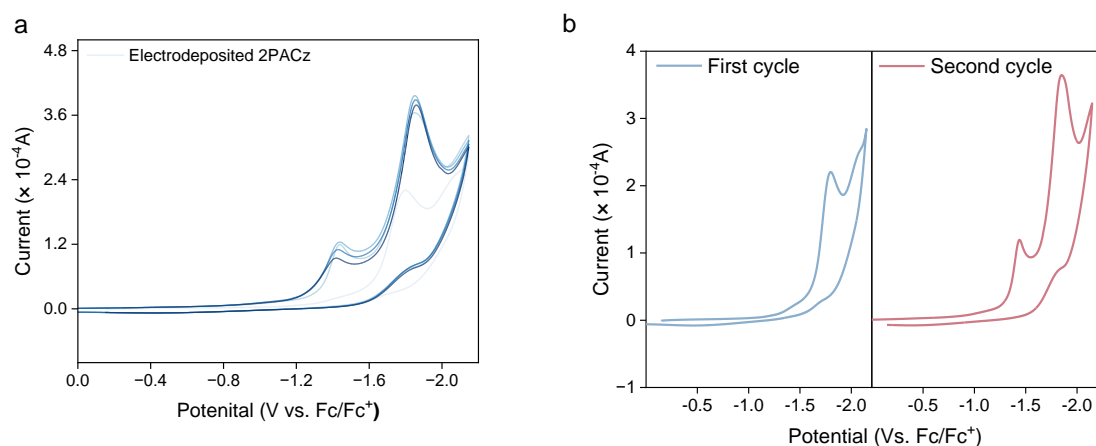 a
Electrodeposited 2PACz
4.8
3.6
2.4
1.2
0.0
Current (× 10⁻⁴A)
0.0 −0.4 −0.8 −1.2 −1.6 −2.0
Potenital (V vs. Fc/Fc⁺)
b
First cycle
Second cycle
4
3
2
1
0
−1
Current (× 10⁻⁴A)
-0.5 -1.0 -1.5 -2.0 -0.5 -1.0 -1.5 -2.0
Potential (Vs. Fc/Fc⁺)